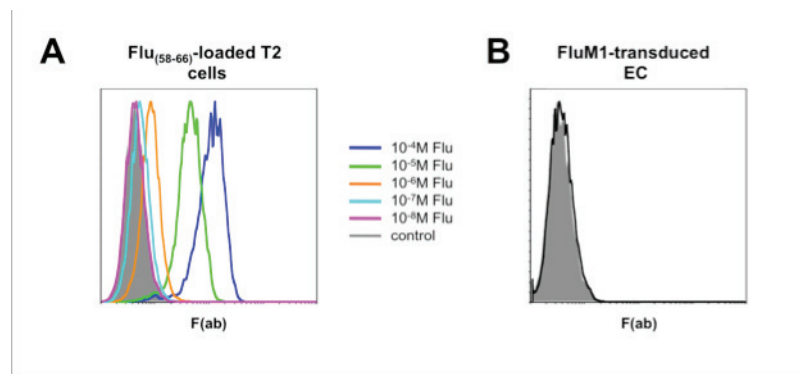 A
Flu(58-66)-loaded T2
cells
F(ab)
10-4M Flu
10-5M Flu
10-6M Flu
10-7M Flu
10-8M Flu
control
B
FluM1-transduced
EC
F(ab)